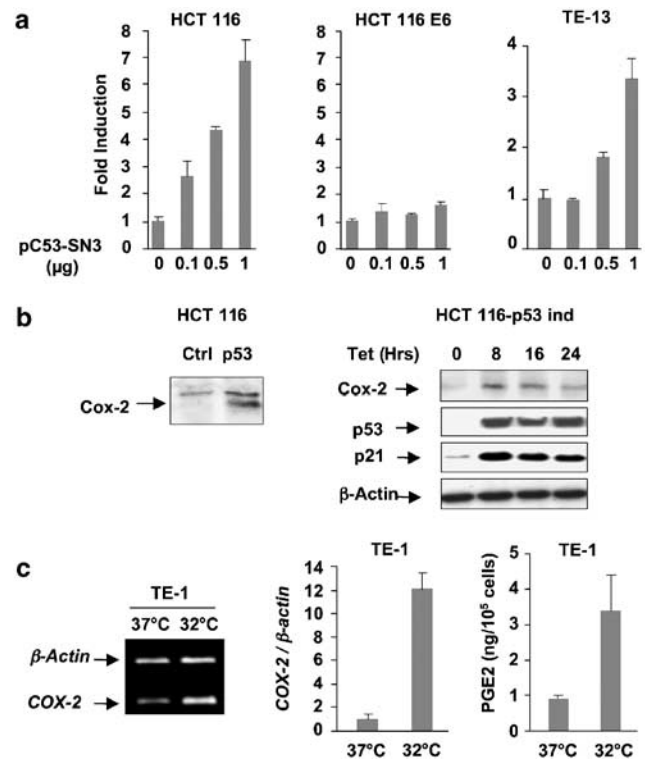 a
HCT 116
HCT 116 E6
TE-13
Fold Induction
8
7
6
5
4
3
2
1
0
8
7
6
5
4
3
2
1
0
4
3
2
1
0
pC53-SN3
(µg)
0 0.1 0.5 1
0 0.1 0.5 1
0 0.1 0.5 1
b
HCT 116
Ctrl p53
Cox-2
HCT 116-p53 ind
Tet (Hrs) 0 8 16 24
Cox-2
p53
p21
β-Actin
c
TE-1
37°C 32°C
β-Actin
COX-2
TE-1
COX-2 / β-actin
14
12
10
8
6
4
2
0
37°C 32°C
TE-1
PGE2 (ng/10⁵ cells)
5
4
3
2
1
0
37°C 32°C